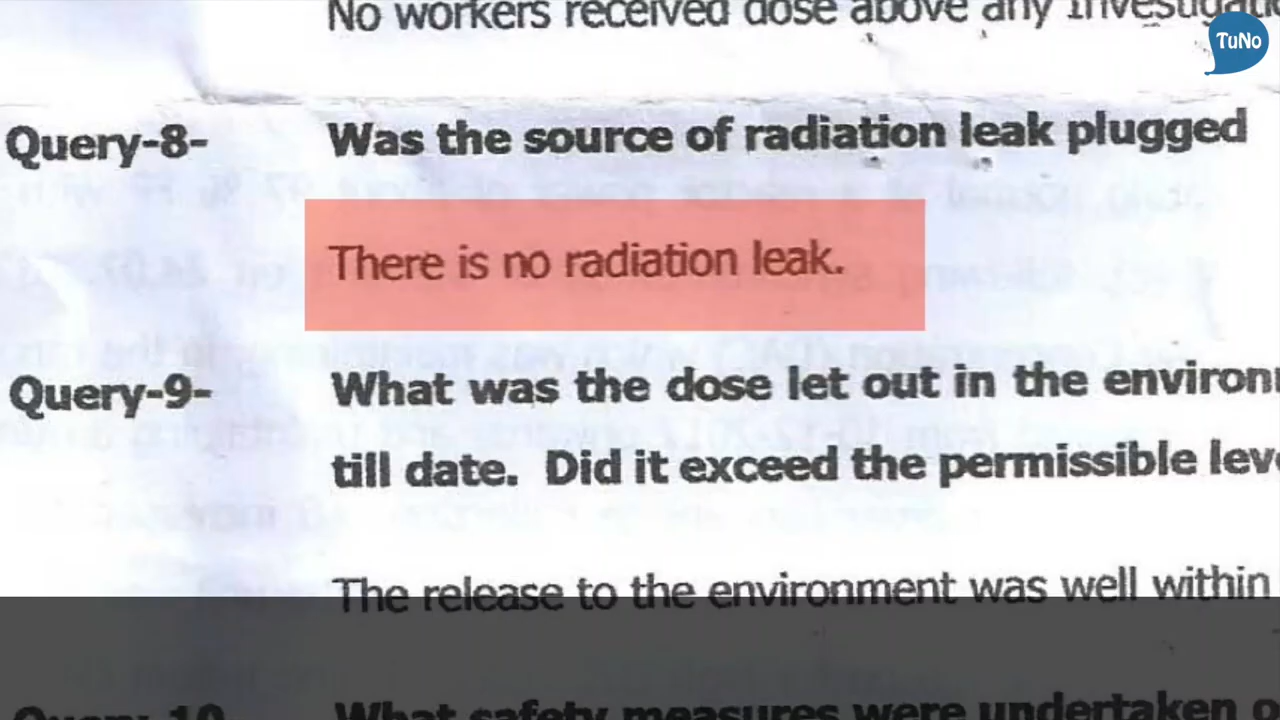 No workers received dose above any
TuNo
Query-8- Was the source of radiation leak plugged
There is no radiation leak.
Query-9- What was the dose let out in the
till date. Did it exceed the permissible
The release to the environment was well within
Query-10 What safety measures were undertaken